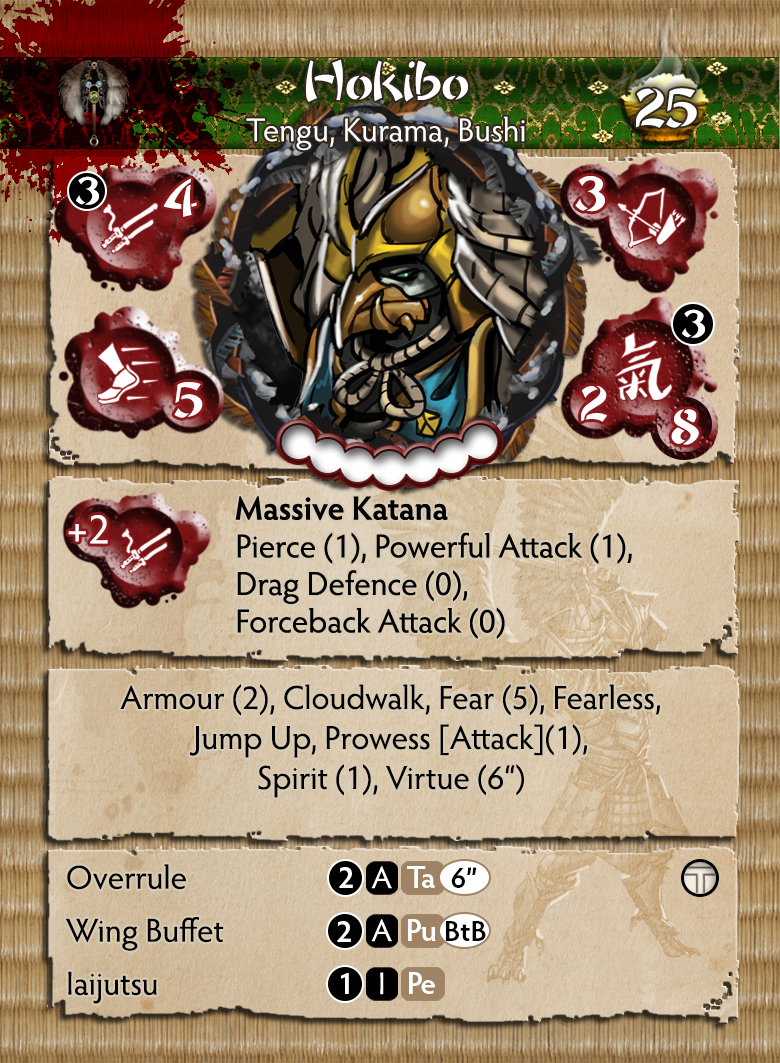 Hokibo
25
Tengu, Kurama, Bushi
3 4
3
5
氣
3
2
8
+2
Massive Katana
Pierce (1), Powerful Attack (1),
Drag Defence (0),
Forceback Attack (0)
Armour (2), Cloudwalk, Fear (5), Fearless,
Jump Up, Prowess [Attack](1),
Spirit (1), Virtue (6")
Overrule 2 A Ta 6" T
Wing Buffet 2 A Pu BtB
Iaijutsu 1 I Pe